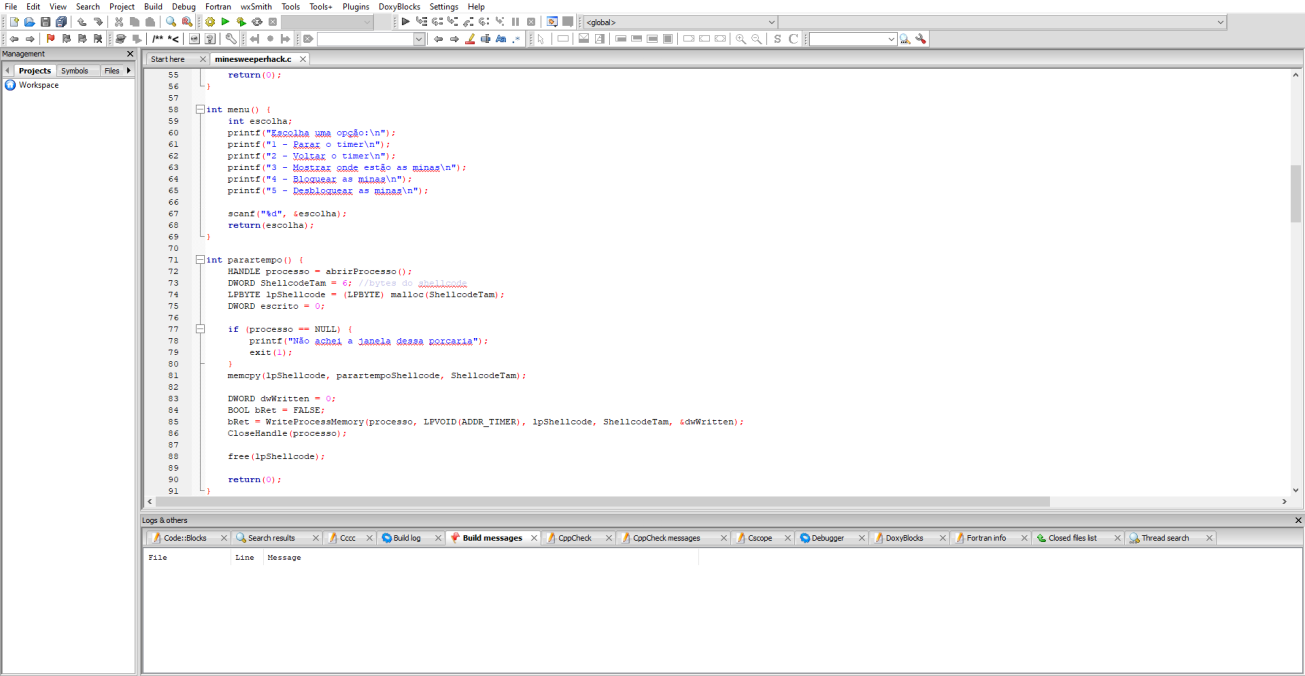 File Edit View Search Project Build Debug Fortran wxSmith Tools Tools+ Plugins DoxyBlocks Settings Help
<global>
/** *<
S C
Management
Start here
minesweeperhack.c
Projects Symbols Files
Workspace
55 return(0);
56 }
57
58 int menu() {
59 int escolha;
60 printf("Escolha uma opção:\n");
61 printf("1 - Parar o timer\n");
62 printf("2 - Voltar o timer\n");
63 printf("3 - Mostrar onde estão as minas\n");
64 printf("4 - Bloquear as minas\n");
65 printf("5 - Desbloquear as minas\n");
66
67 scanf("%d", &escolha);
68 return(escolha);
69 }
70
71 int parartempo() {
72 HANDLE processo = abrirProcesso();
73 DWORD ShellcodeTam = 6; //bytes do shellcode
74 LPBYTE lpShellcode = (LPBYTE) malloc(ShellcodeTam);
75 DWORD escrito = 0;
76
77 if (processo == NULL) {
78 printf("Não achei a janela dessa porcaria");
79 exit(1);
80 }
81 memcpy(lpShellcode, parartempoShellcode, ShellcodeTam);
82
83 DWORD dwWritten = 0;
84 BOOL bRet = FALSE;
85 bRet = WriteProcessMemory(processo, LPVOID(ADDR_TIMER), lpShellcode, ShellcodeTam, &dwWritten);
86 CloseHandle(processo);
87
88 free(lpShellcode);
89
90 return(0);
91 }
Logs & others
Code::Blocks Search results Cccc Build log Build messages CppCheck CppCheck messages Cscope Debugger DoxyBlocks Fortran info Closed files list Thread search
File Line Message